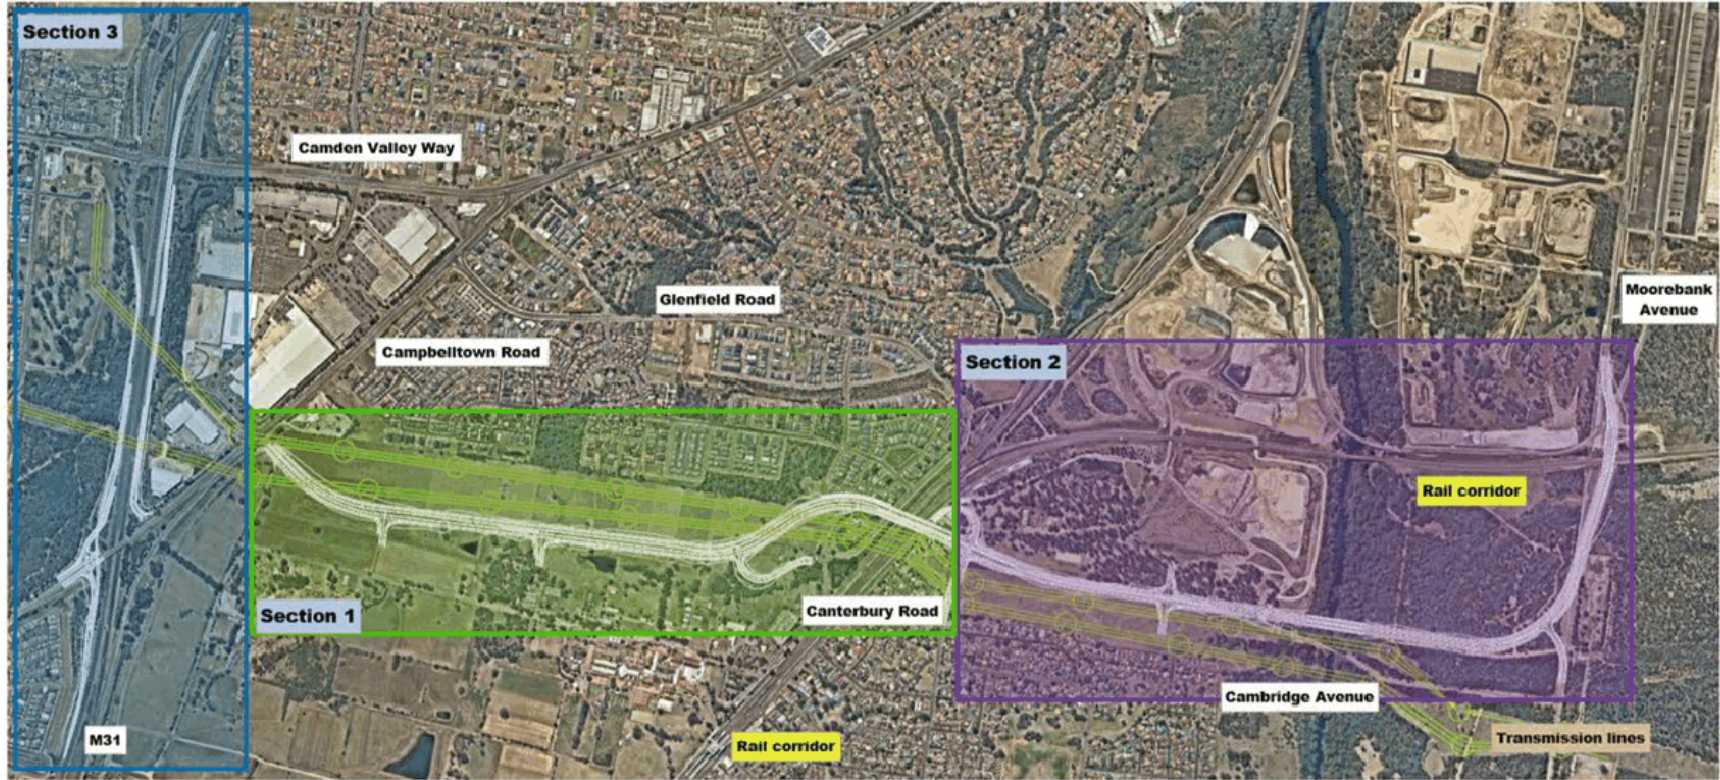 Section 3
Camden Valley Way
Glenfield Road
Moorebank
Avenue
Campbelltown Road
Section 2
Rail corridor
Section 1
Canterbury Road
Cambridge Avenue
M31
Rail corridor
Transmission lines